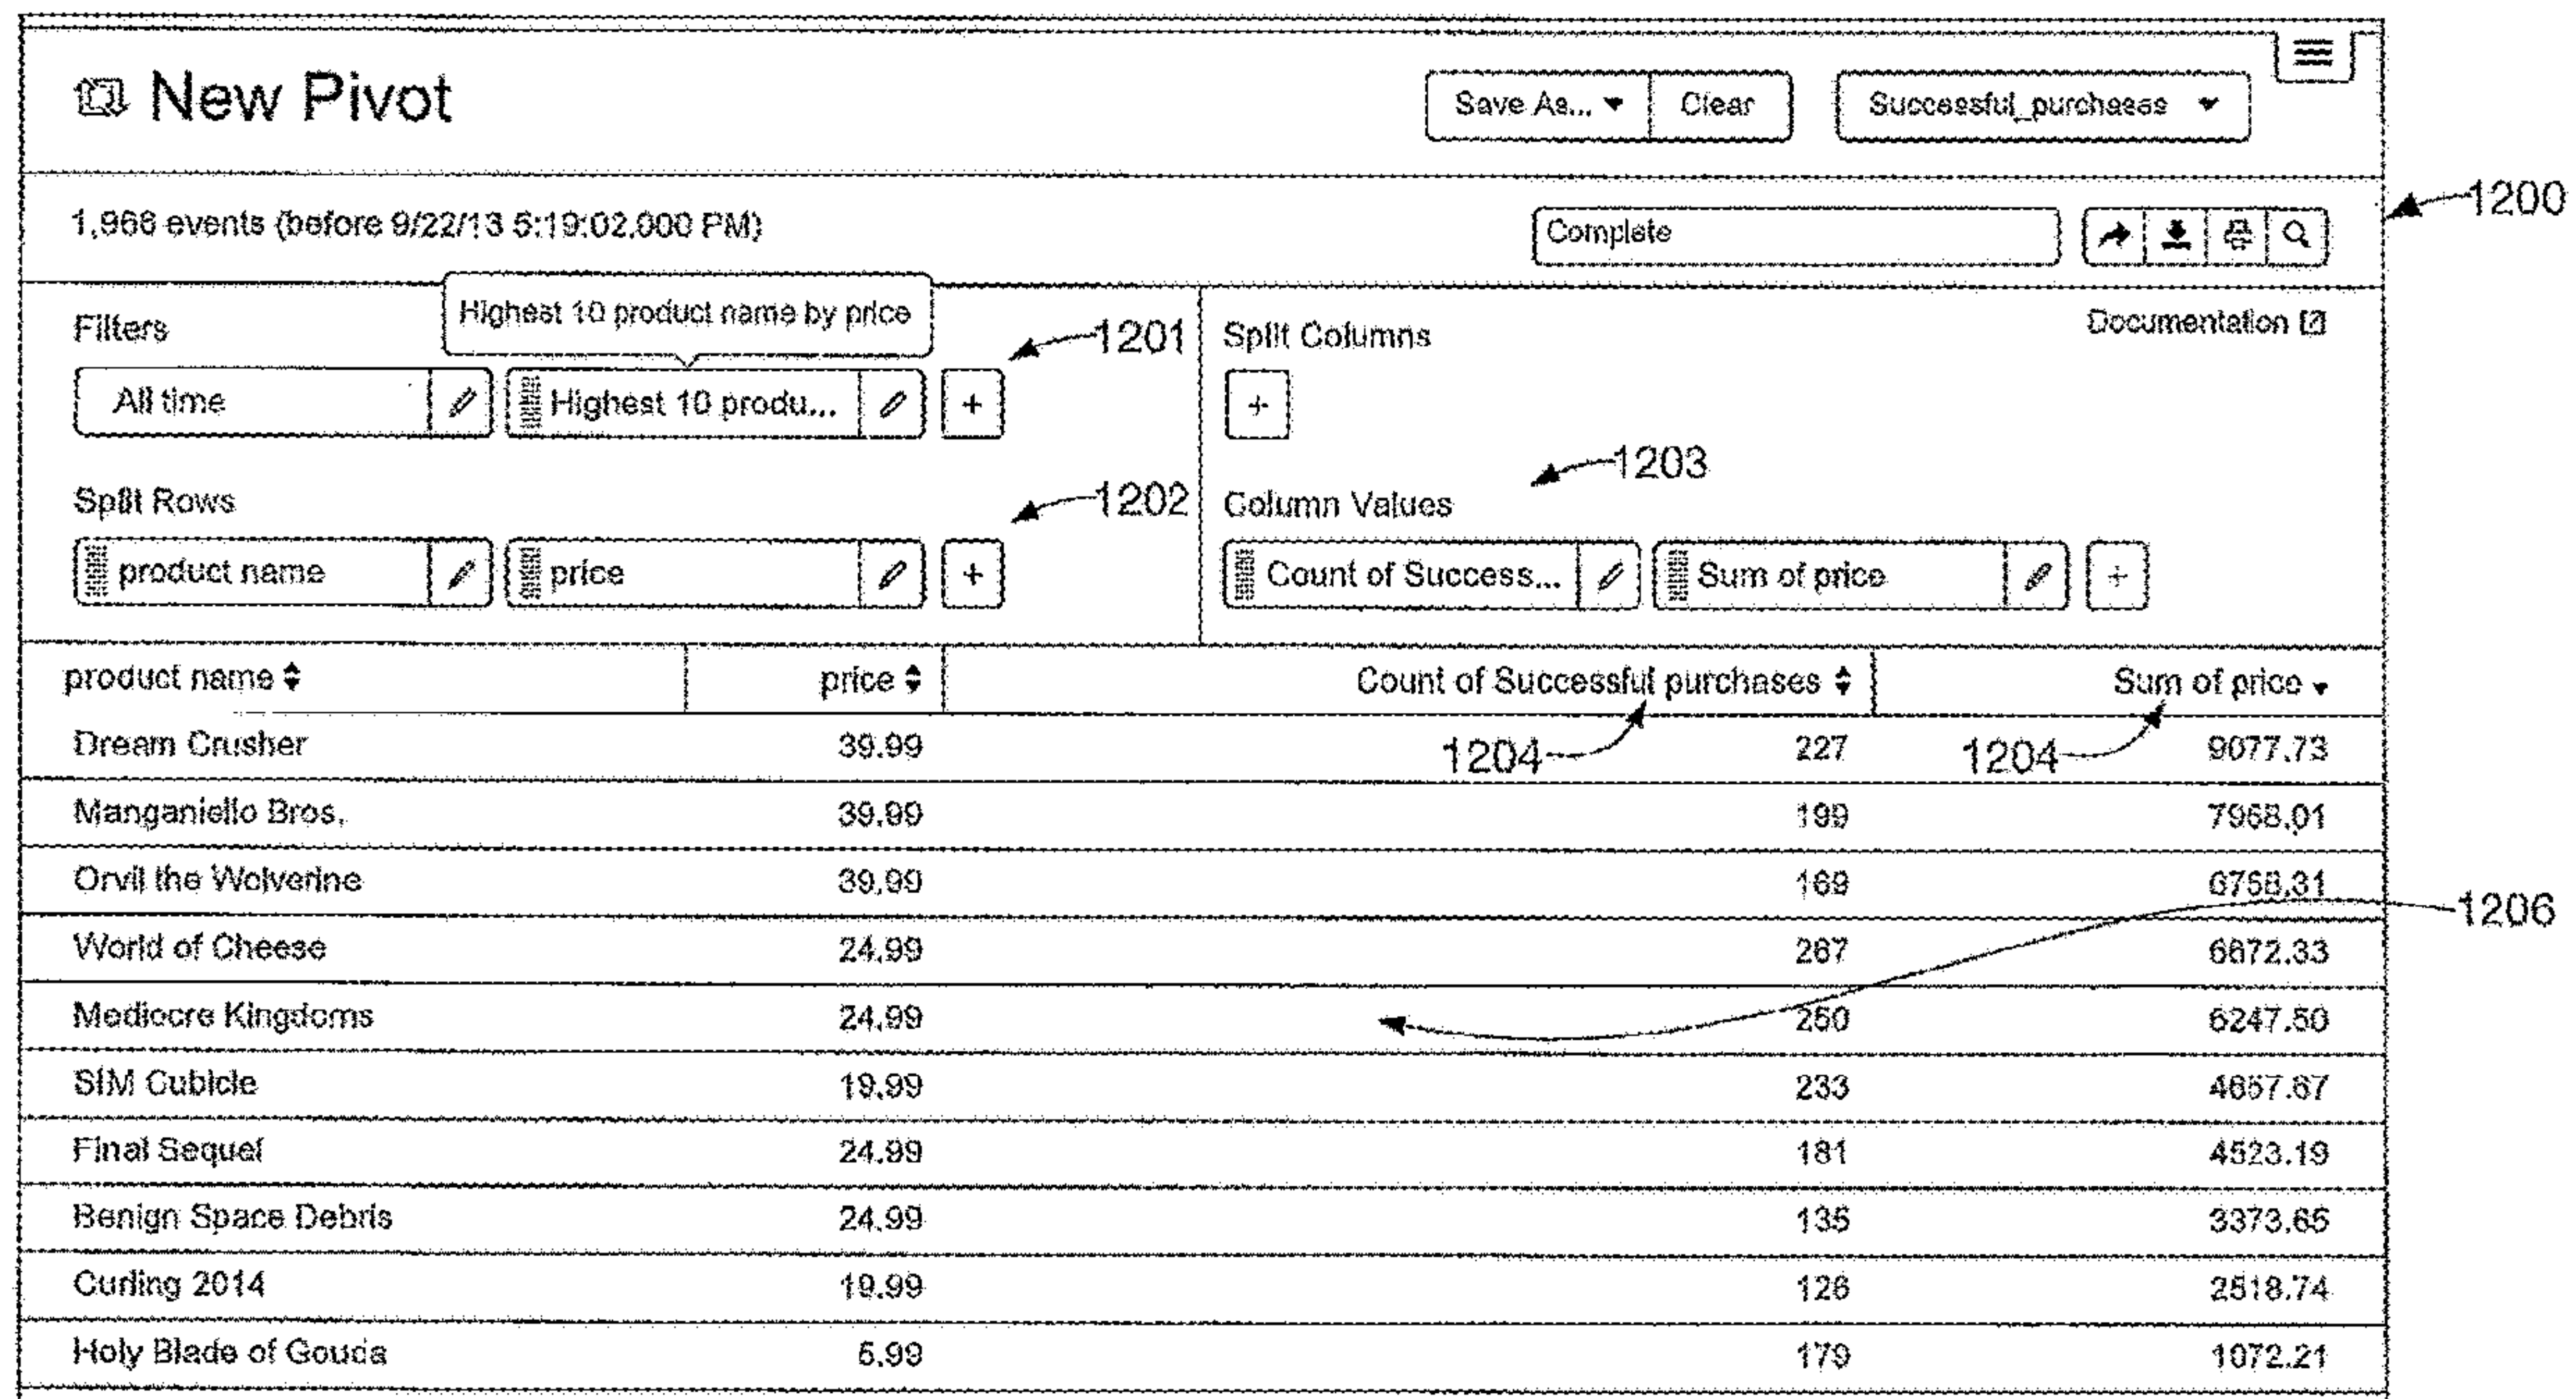 New Pivot
Save As...
Clear
Successful_purchases
1,966 events (before 9/22/13 5:19:02.000 PM)
Complete
1200
Filters
Highest 10 product name by price
1201
Split Columns
Documentation
All time
Highest 10 produ...
+
+
Split Rows
1202
1203
Column Values
product name
price
+
Count of Success...
Sum of price
+
product name price Count of Successful purchases Sum of price
Dream Crusher 39.99 1204 227 1204 9077.73
Manganiello Bros. 39.99 199 7958.01
Orvil the Wolverine 39.99 169 6758.31
1206
World of Cheese 24.99 267 6672.33
Mediocre Kingdoms 24.99 250 6247.50
SIM Cubicle 19.99 233 4657.67
Final Sequel 24.99 181 4523.19
Benign Space Debris 24.99 135 3373.65
Curling 2014 19.99 126 2518.74
Holy Blade of Gouda 5.99 179 1072.21